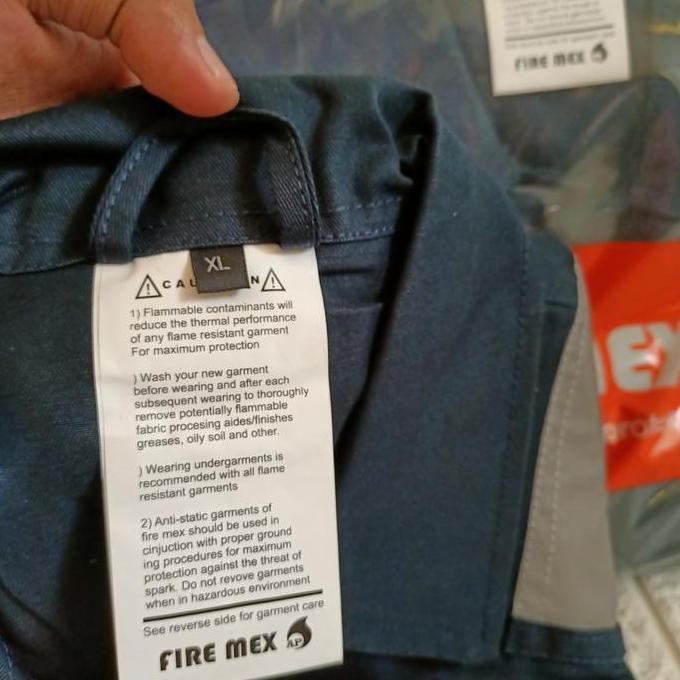 FIRE MEX
XL
CAU N
1) Flammable contaminants will
reduce the thermal performance
of any flame resistant garment
For maximum protection
) Wash your new garment
before wearing and after each
subsequent wearing to thoroughly
remove potentially flammable
fabric procesing aides/finishes
greases, oily soil and other.
) Wearing undergarments is
recommended with all flame
resistant garments
2) Anti-static garments of
fire mex should be used in
cinjuction with proper ground
ing procedures for maximum
protection against the threat of
spark. Do not revove garments
when in hazardous environment
See reverse side for garment care
FIRE MEX AP
EX